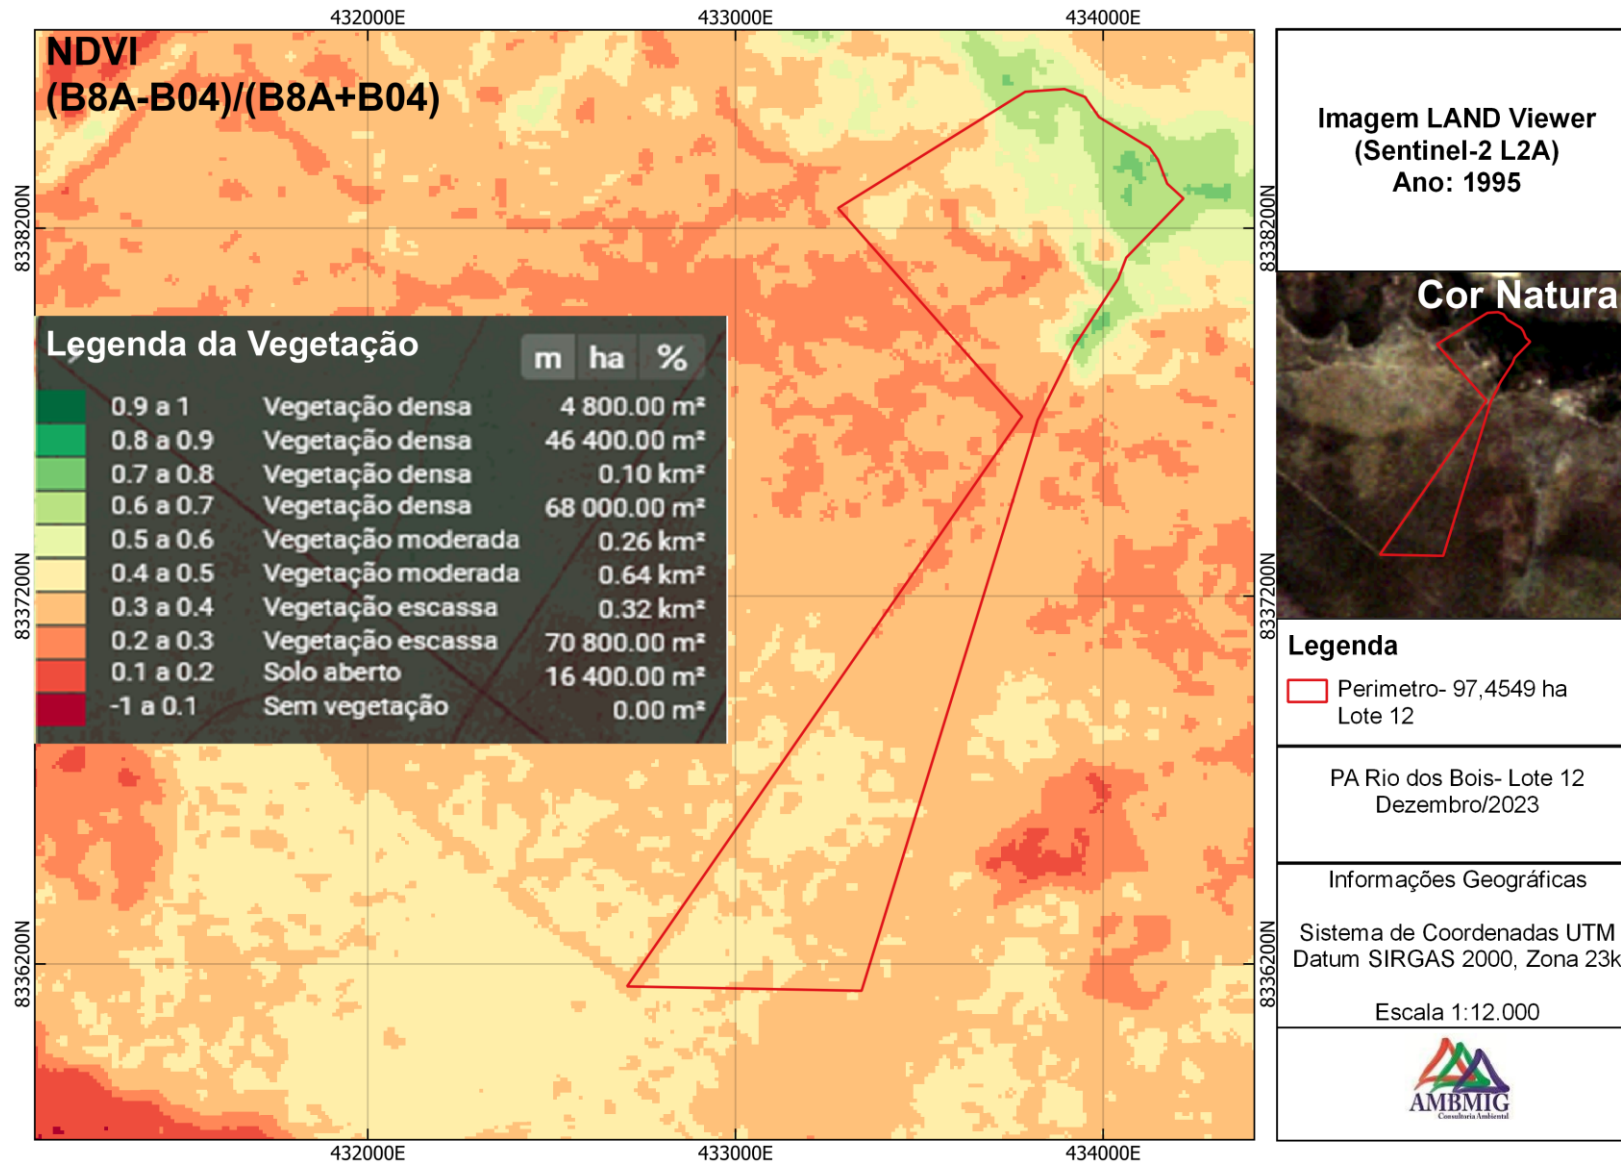 432000E
433000E
434000E
NDVI
(B8A-B04)/(B8A+B04)
8338200N
8337200N
8336200N
Legenda da Vegetação
m ha %
0.9 a 1 Vegetação densa 4 800.00 m²
0.8 a 0.9 Vegetação densa 46 400.00 m²
0.7 a 0.8 Vegetação densa 0.10 km²
0.6 a 0.7 Vegetação densa 68 000.00 m²
0.5 a 0.6 Vegetação moderada 0.26 km²
0.4 a 0.5 Vegetação moderada 0.64 km²
0.3 a 0.4 Vegetação escassa 0.32 km²
0.2 a 0.3 Vegetação escassa 70 800.00 m²
0.1 a 0.2 Solo aberto 16 400.00 m²
-1 a 0.1 Sem vegetação 0.00 m²
8338200N
8337200N
8336200N
432000E
433000E
434000E
Imagem LAND Viewer
(Sentinel-2 L2A)
Ano: 1995
Cor Natura
Legenda
Perimetro- 97,4549 ha
Lote 12
PA Rio dos Bois- Lote 12
Dezembro/2023
Informações Geográficas
Sistema de Coordenadas UTM
Datum SIRGAS 2000, Zona 23k
Escala 1:12.000
AMBMIG
Consultoria Ambiental